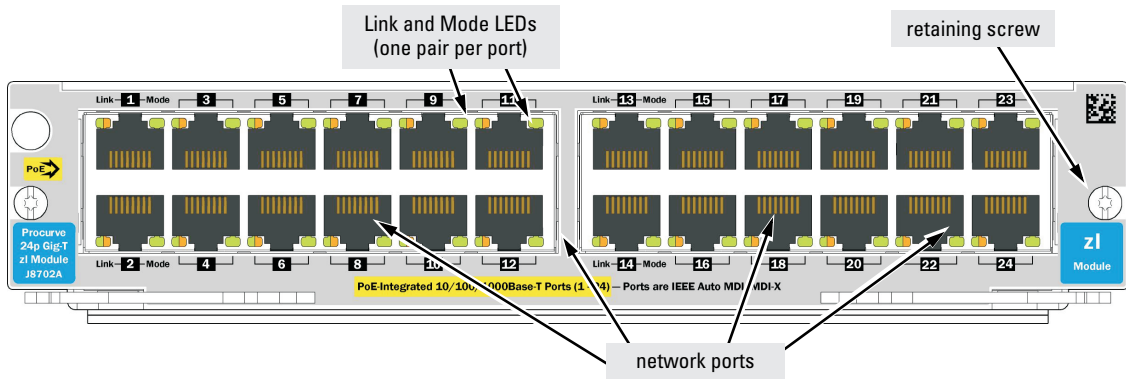 Link and Mode LEDs
(one pair per port)
retaining screw
Link 1 Mode 3 5 7 9 11 Link 13 Mode 15 17 19 21 23
PoE
Procurve
24p Gig-T
zl Module
J8702A
zl
Module
Link 2 Mode 4 6 8 10 12 Link 14 Mode 16 18 20 22 24
PoE-Integrated 10/100/1000Base-T Ports (1 - 24) — Ports are IEEE Auto MDI/MDI-X
network ports